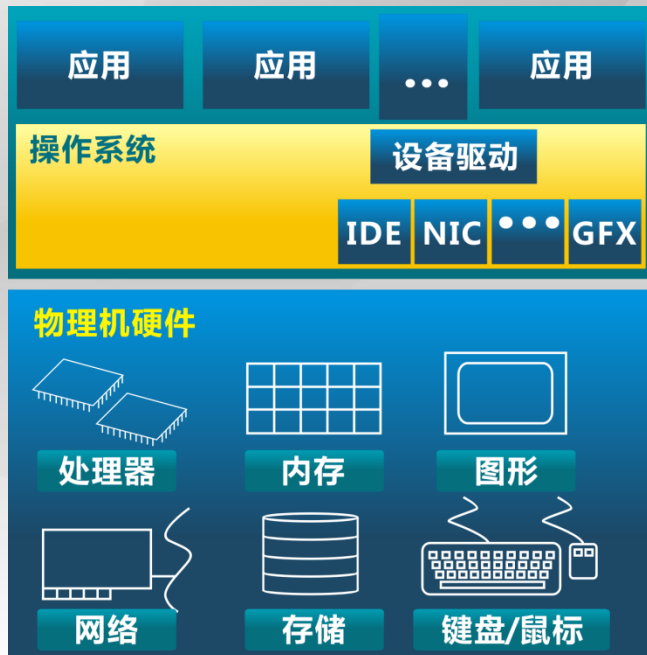 应用 应用 ... 应用
操作系统
设备驱动
IDE NIC ... GFX
物理机硬件
处理器 内存 图形
网络 存储 键盘/鼠标